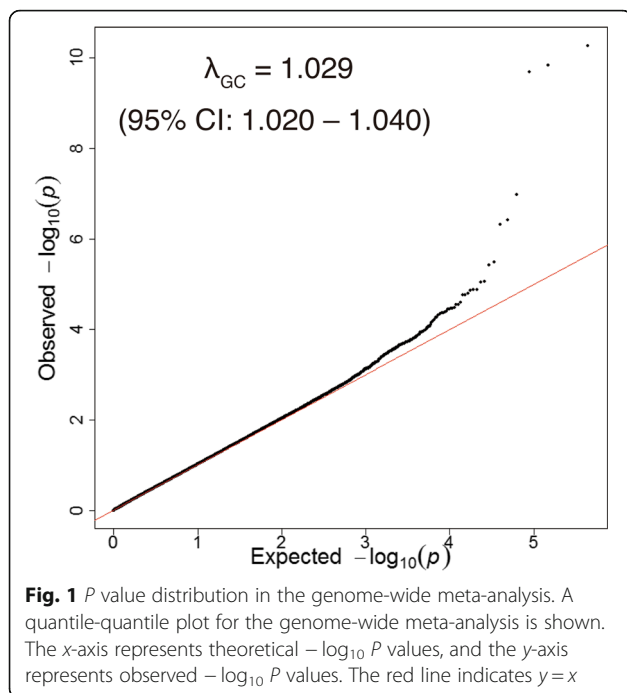 λGC = 1.029
(95% CI: 1.020 – 1.040)
Observed −log10(p)
10
8
6
4
2
0
0 1 2 3 4 5
Expected −log10(p)
Fig. 1 P value distribution in the genome-wide meta-analysis. A
quantile-quantile plot for the genome-wide meta-analysis is shown.
The x-axis represents theoretical − log10 P values, and the y-axis
represents observed − log10 P values. The red line indicates y = x